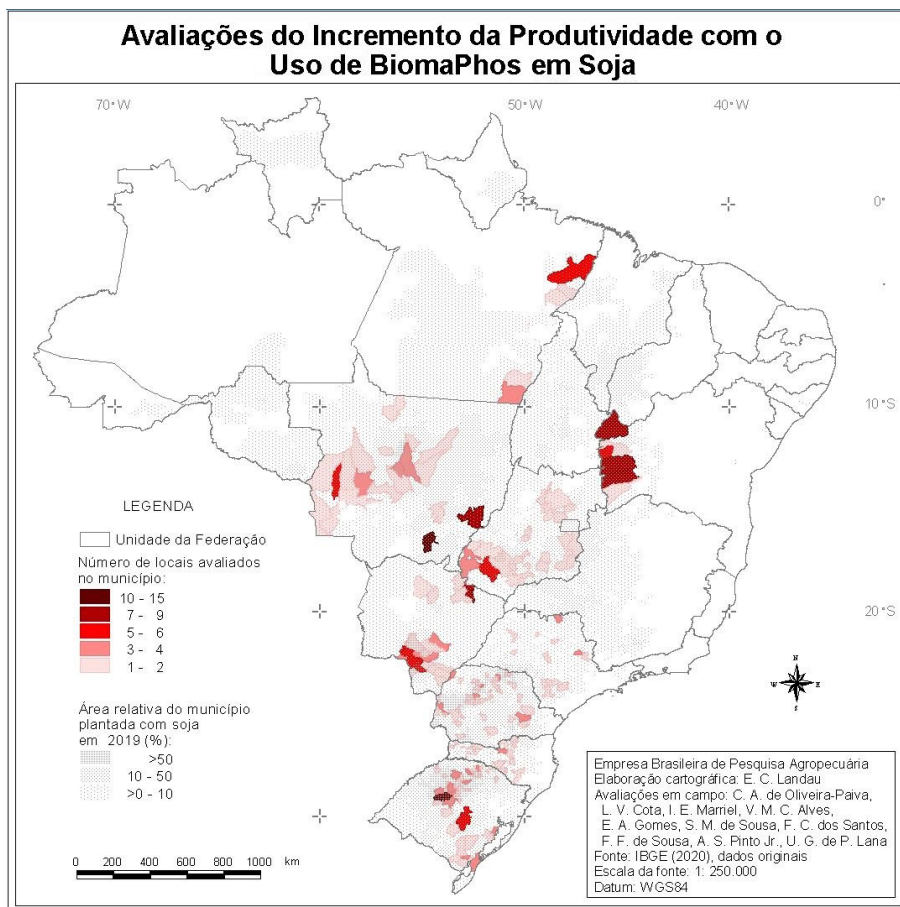 Avaliações do Incremento da Produtividade com o
Uso de BiomaPhos em Soja
70°W
50°W
40°W
0°
10°S
20°S
LEGENDA
Unidade da Federação
Número de locais avaliados
no município:
10 - 15
7 - 9
5 - 6
3 - 4
1 - 2
Área relativa do município
plantada com soja
em 2019 (%):
>50
10 - 50
>0 - 10
0 200 400 600 800 1000 km
N
W E
S
Empresa Brasileira de Pesquisa Agropecuária
Elaboração cartográfica: E. C. Landau
Avaliações em campo: C. A. de Oliveira-Paiva,
L. V. Cota, I. E. Marriel, V. M. C. Alves,
E. A. Gomes, S. M. de Sousa, F. C. dos Santos,
F. F. de Sousa, A. S. Pinto Jr., U. G. de P. Lana
Fonte: IBGE (2020), dados originais
Escala da fonte: 1: 250.000
Datum: WGS84